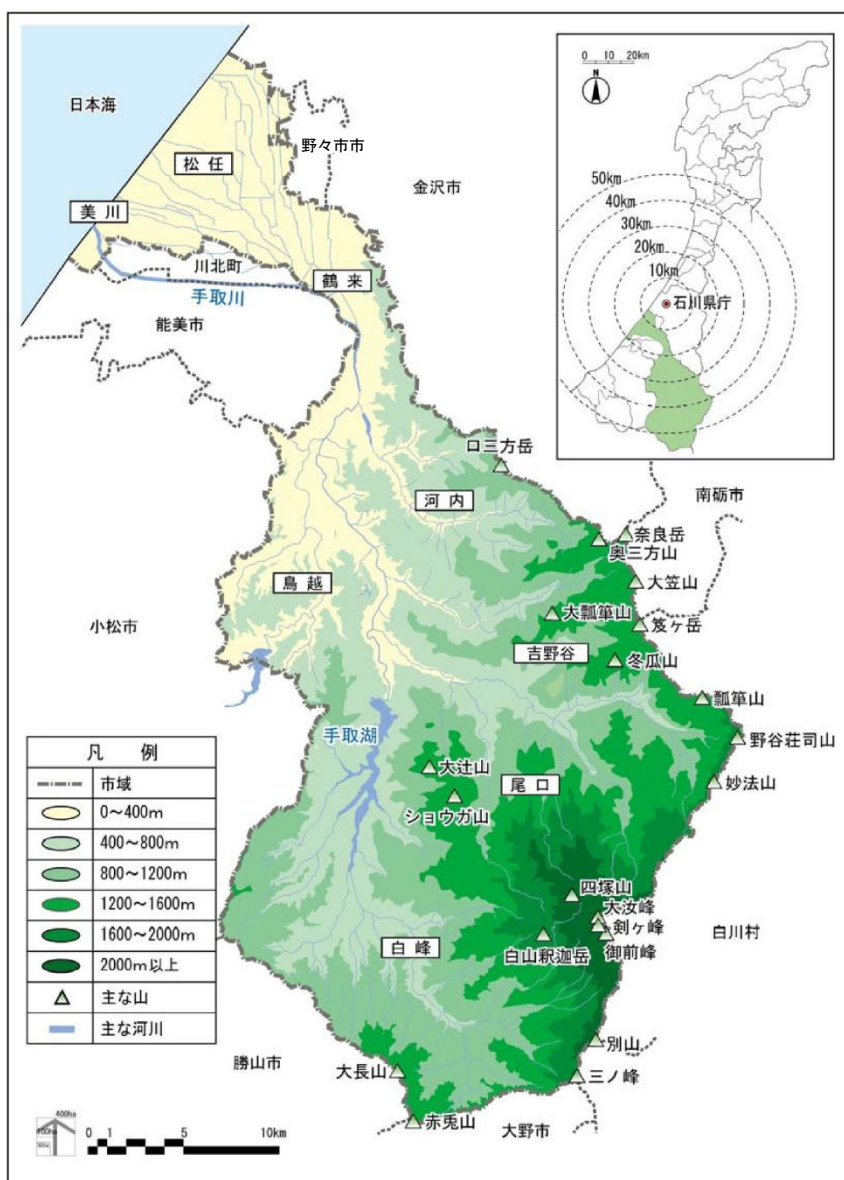 日本海
松任
野々市市
金沢市
美川
川北町
鶴来
手取川
能美市
0 10 20km
N
50km
40km
30km
20km
10km
石川県庁
口三方岳
河内
南砺市
奈良岳
奥三方山
鳥越
大笠山
大瓢箪山
小松市
笈ヶ岳
吉野谷
冬瓜山
瓢箪山
手取湖
野谷荘司山
大辻山
尾口
妙法山
ショウガ山
凡 例
市域
0～400m
400～800m
800～1200m
1200～1600m
1600～2000m
2000m以上
主な山
主な河川
四塚山
大汝峰
剣ヶ峰
白川村
白峰
白山釈迦岳
御前峰
別山
勝山市
大長山
三ノ峰
赤兎山
大野市
400ha
0 1 5 10km